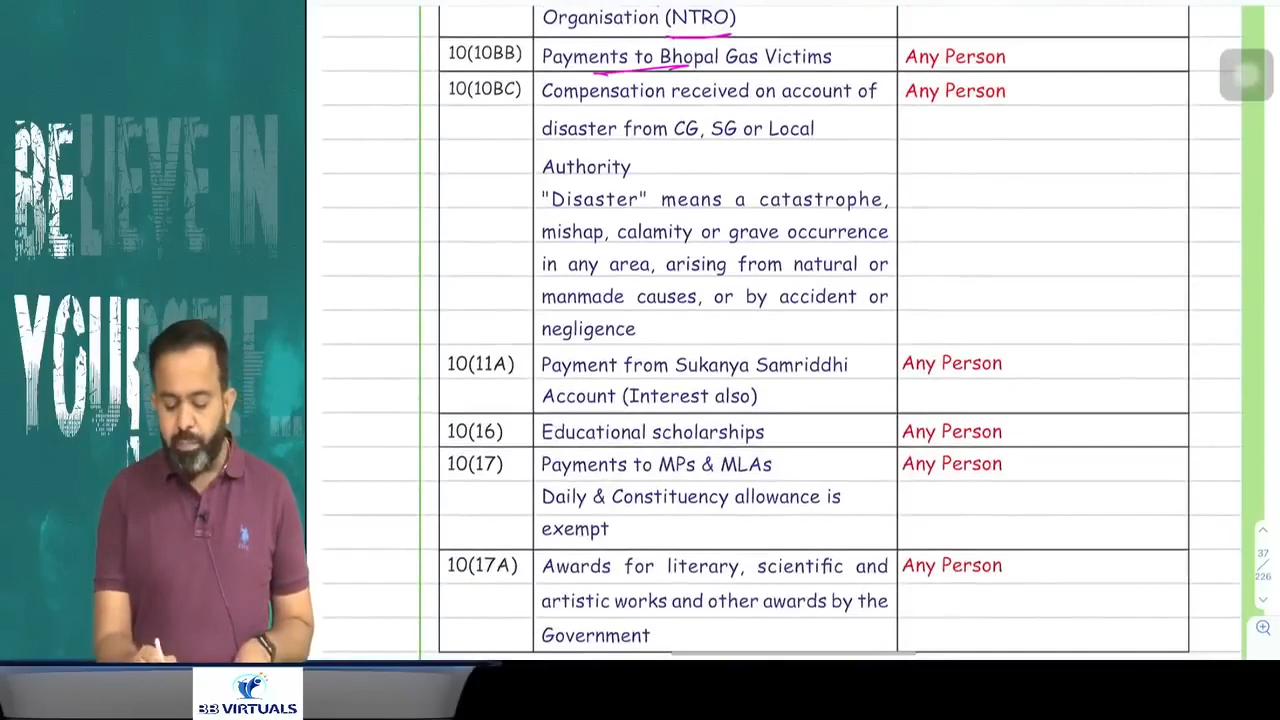 BELIEVE IN
YOU
Organisation (NTRO)
10(10BB) Payments to Bhopal Gas Victims Any Person
10(10BC) Compensation received on account of Any Person
disaster from CG, SG or Local
Authority
"Disaster" means a catastrophe,
mishap, calamity or grave occurrence
in any area, arising from natural or
manmade causes, or by accident or
negligence
10(11A) Payment from Sukanya Samriddhi Any Person
Account (Interest also)
10(16) Educational scholarships Any Person
10(17) Payments to MPs & MLAs Any Person
Daily & Constituency allowance is
exempt
10(17A) Awards for literary, scientific and Any Person
artistic works and other awards by the
Government
37
/
226
BB VIRTUALS